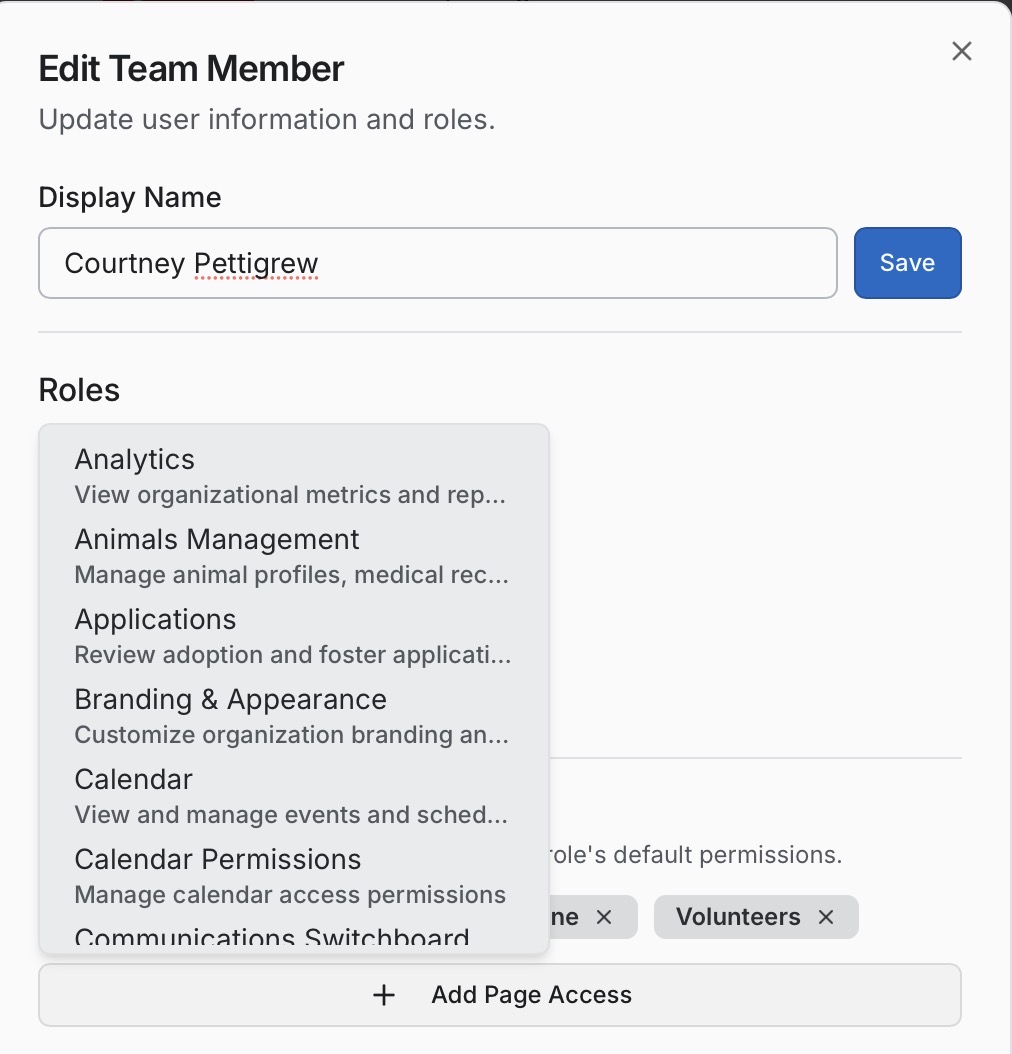 Edit Team Member
Update user information and roles.
Display Name
Courtney Pettigrew
Save
Roles
Analytics
View organizational metrics and rep...
Animals Management
Manage animal profiles, medical rec...
Applications
Review adoption and foster applicati...
Branding & Appearance
Customize organization branding an...
Calendar
View and manage events and sched...
Calendar Permissions
Manage calendar access permissions
role's default permissions.
Communications Switchboard
ne
Volunteers
Add Page Access